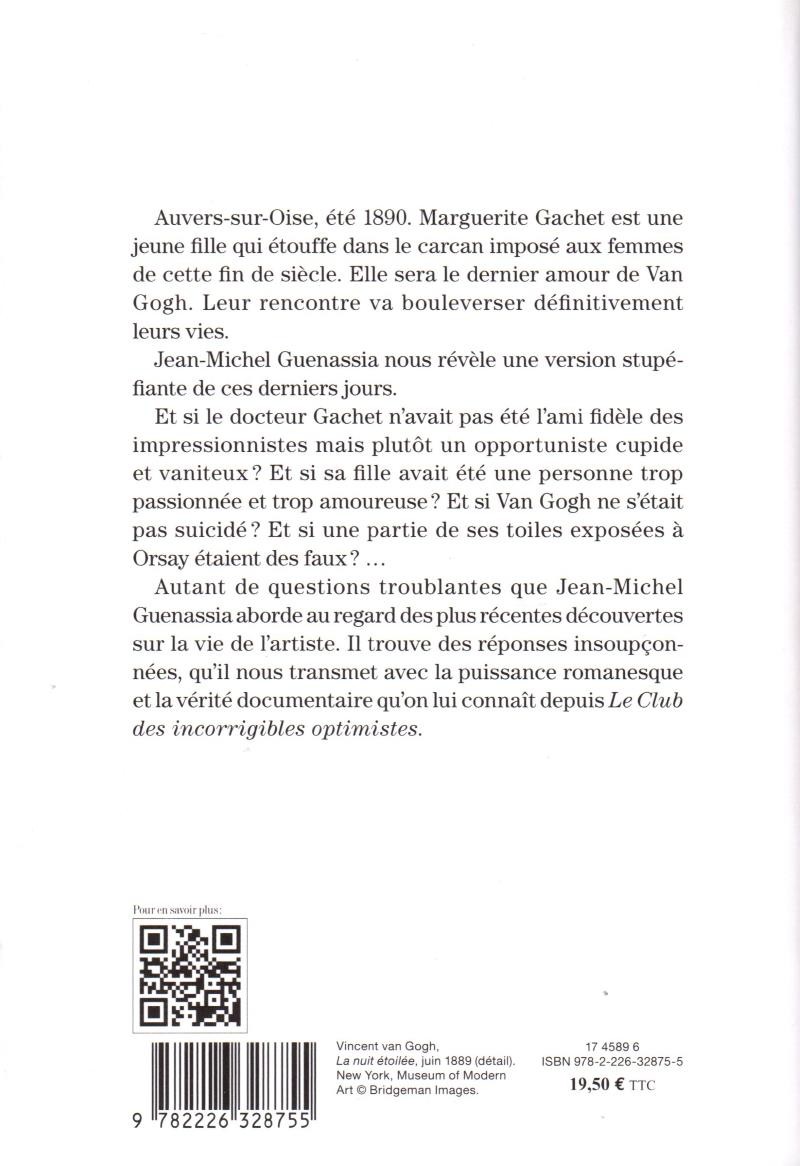 Auvers-sur-Oise, été 1890. Marguerite Gachet est une
jeune fille qui étouffe dans le carcan imposé aux femmes
de cette fin de siècle. Elle sera le dernier amour de Van
Gogh. Leur rencontre va bouleverser définitivement
leurs vies.
Jean-Michel Guenassia nous révèle une version stupé-
fiante de ces derniers jours.
Et si le docteur Gachet n'avait pas été l'ami fidèle des
impressionnistes mais plutôt un opportuniste cupide
et vaniteux ? Et si sa fille avait été une personne trop
passionnée et trop amoureuse ? Et si Van Gogh ne s'était
pas suicidé ? Et si une partie de ses toiles exposées à
Orsay étaient des faux ? ...
Autant de questions troublantes que Jean-Michel
Guenassia aborde au regard des plus récentes découvertes
sur la vie de l'artiste. Il trouve des réponses insoupçon-
nées, qu'il nous transmet avec la puissance romanesque
et la vérité documentaire qu'on lui connaît depuis Le Club
des incorrigibles optimistes.
Pour en savoir plus :
Vincent van Gogh,
La nuit étoilée, juin 1889 (détail).
New York, Museum of Modern
Art © Bridgeman Images.
17 4589 6
ISBN 978-2-226-32875-5
19,50 € TTC
9 782226 328755